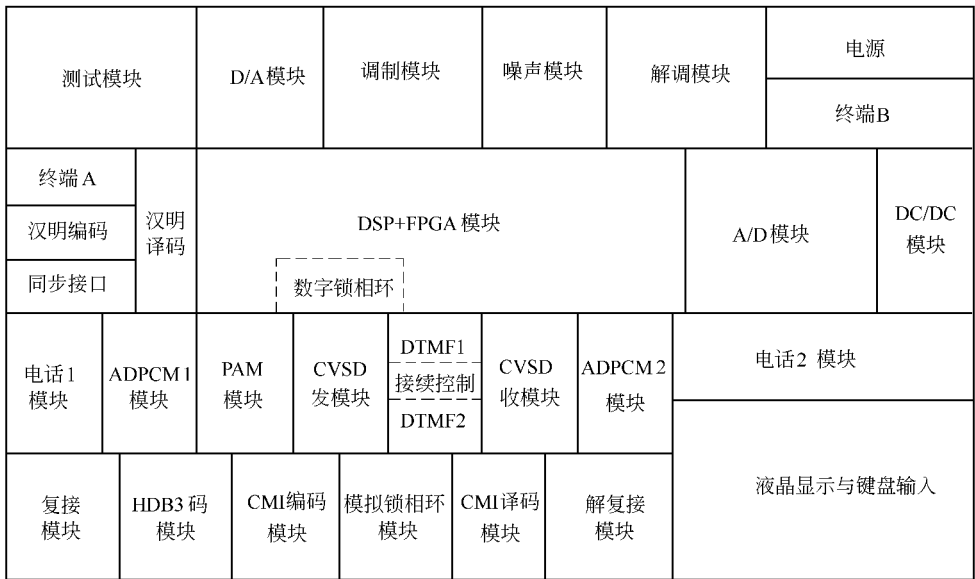 测试模块
D/A模块
调制模块
噪声模块
解调模块
电源
终端B
终端A
汉明编码
同步接口
汉明
译码
DSP+FPGA模块
数字锁相环
A/D模块
DC/DC
模块
电话1
模块
ADPCM1
模块
PAM
模块
CVSD
发模块
DTMF1
接续控制
DTMF2
CVSD
收模块
ADPCM2
模块
电话2 模块
复接
模块
HDB3码
模块
CMI编码
模块
模拟锁相环
模块
CMI译码
模块
解复接
模块
液晶显示与键盘输入